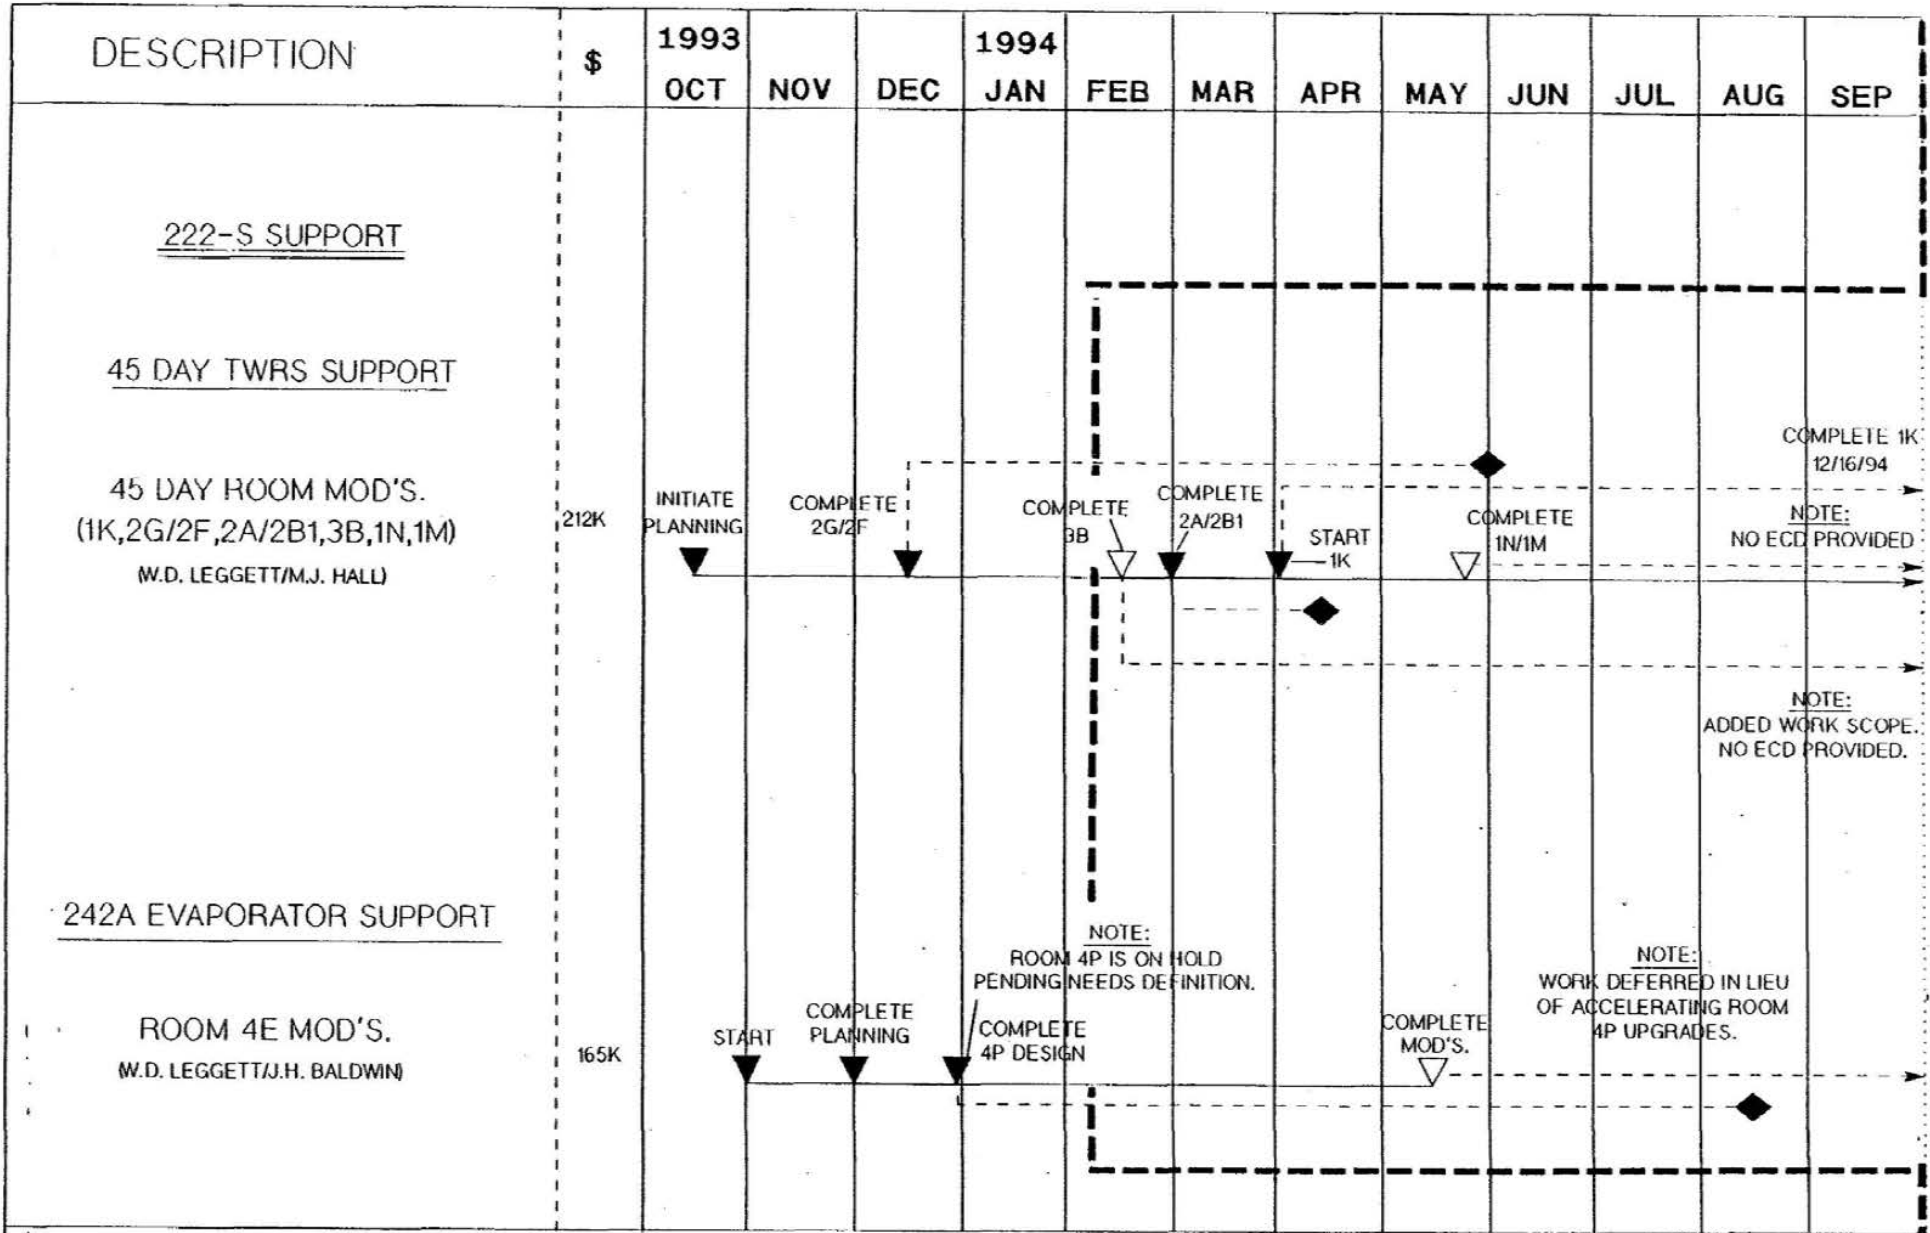 DESCRIPTION
$
1993
1994
OCT NOV DEC JAN FEB MAR APR MAY JUN JUL AUG SEP
222-S SUPPORT
45 DAY TWRS SUPPORT
45 DAY ROOM MOD'S.
(1K,2G/2F,2A/2B1,3B,1N,1M)
(W.D. LEGGETT/M.J. HALL)
212K
INITIATE
PLANNING
COMPLETE
2G/2F
COMPLETE
3B
COMPLETE
2A/2B1
START
1K
COMPLETE
1N/1M
COMPLETE 1K
12/16/94
NOTE:
NO ECD PROVIDED
NOTE:
ADDED WORK SCOPE.
NO ECD PROVIDED.
242A EVAPORATOR SUPPORT
ROOM 4E MOD'S.
(W.D. LEGGETT/J.H. BALDWIN)
165K
START
COMPLETE
PLANNING
NOTE:
ROOM 4P IS ON HOLD
PENDING NEEDS DEFINITION.
COMPLETE
4P DESIGN
COMPLETE
MOD'S.
NOTE:
WORK DEFERRED IN LIEU
OF ACCELERATING ROOM
4P UPGRADES.